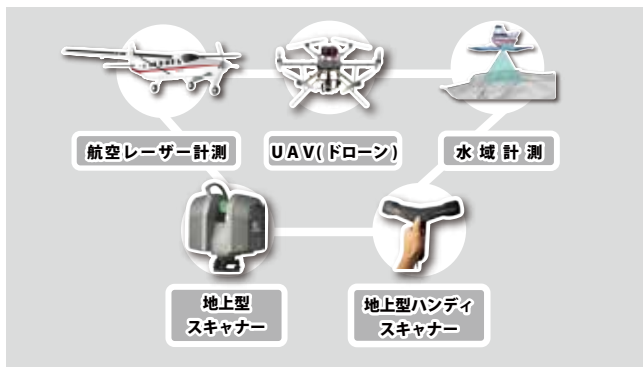 航空レーザー計測
UAV(ドローン)
水域計測
地上型
スキャナー
地上型ハンディ
スキャナー